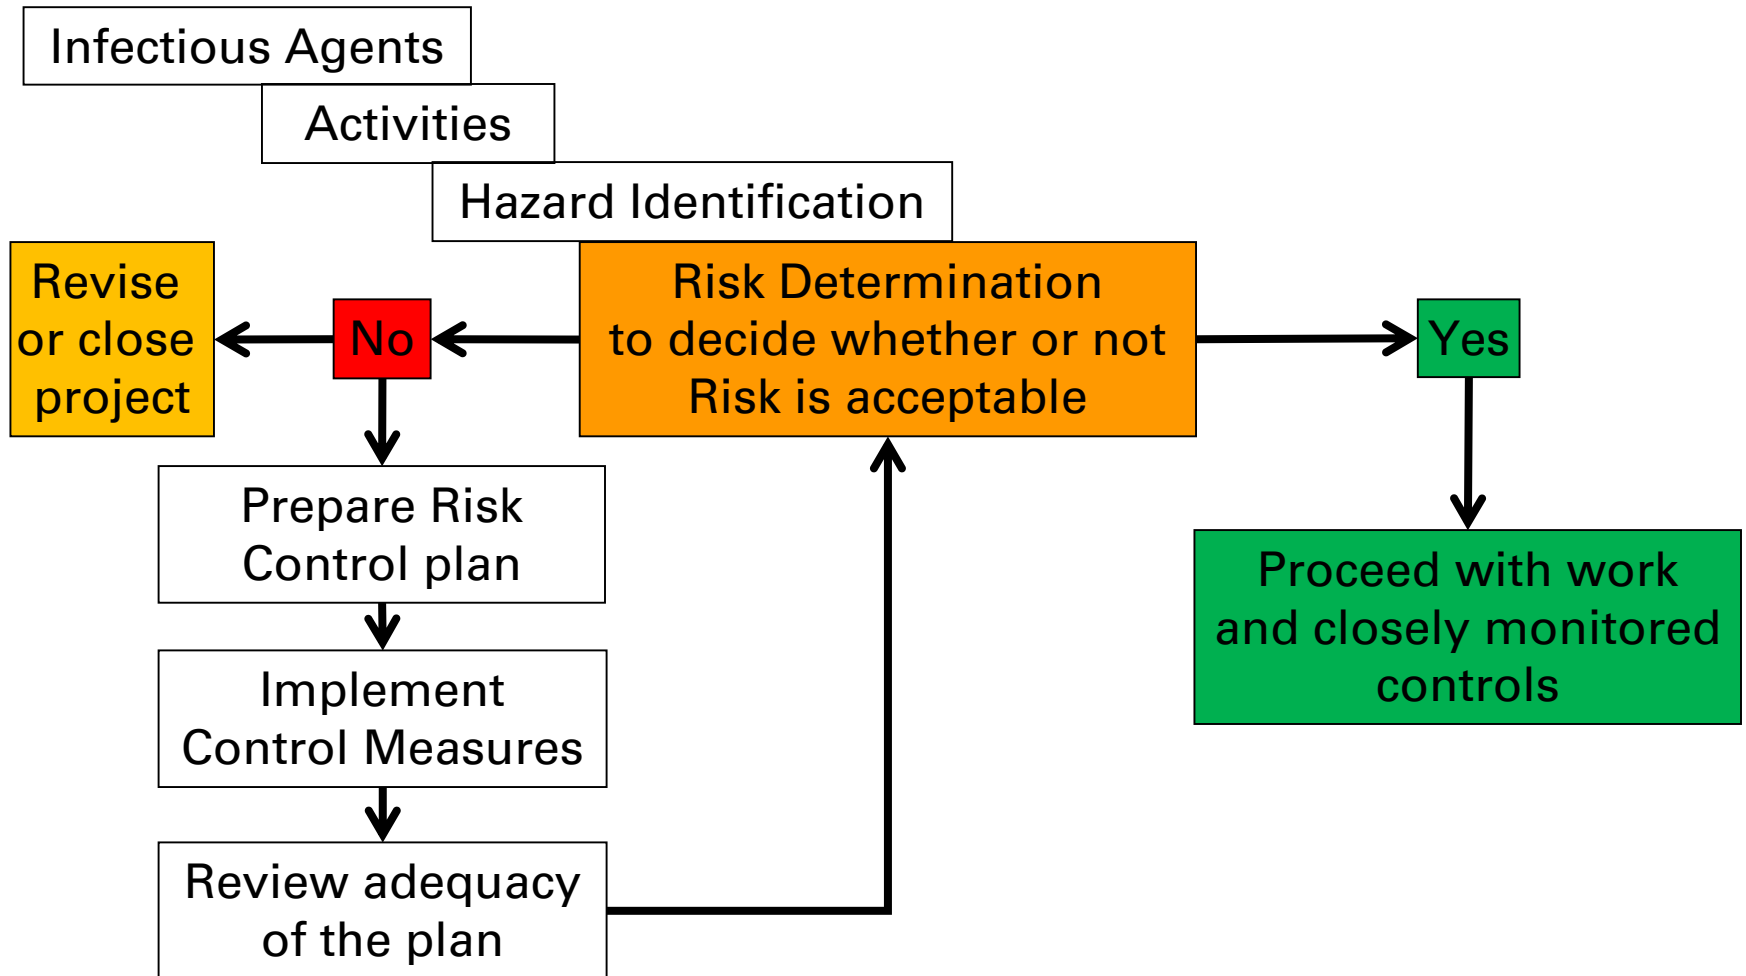 Infectious Agents
Activities
Hazard Identification
Revise
or close
project
No
Risk Determination
to decide whether or not
Risk is acceptable
Yes
Prepare Risk
Control plan
Implement
Control Measures
Review adequacy
of the plan
Proceed with work
and closely monitored
controls